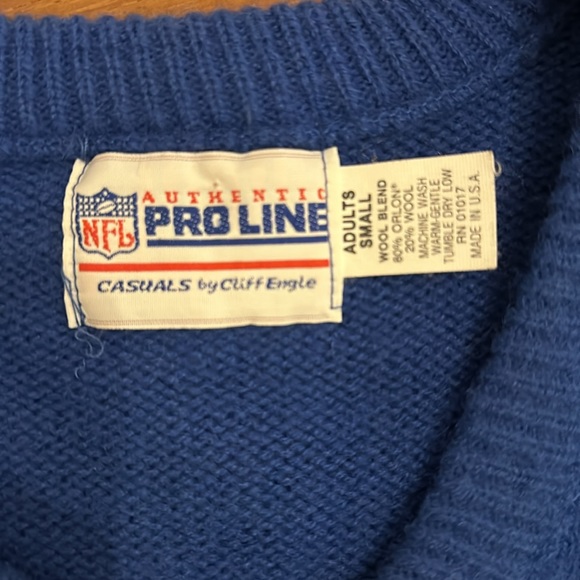 AUTHENTIC
NFL
PRO LINE
CASUALS by Cliff Engle
ADULTS
SMALL
WOOL BLEND
80% ORLON®
20% WOOL
MACHINE WASH
WARM-GENTLE
TUMBLE DRY LOW
RN 01017
MADE IN U.S.A.